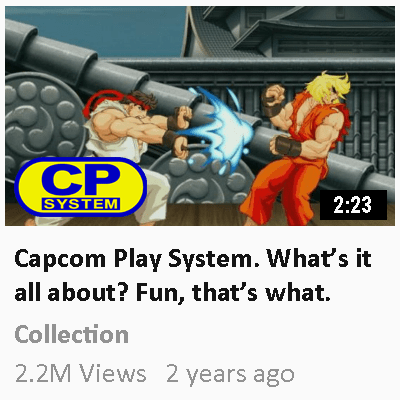 CP
SYSTEM
2:23
Capcom Play System. What’s it
all about? Fun, that’s what.
Collection
2.2M Views 2 years ago